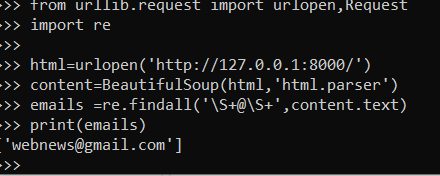 >>> from urllib.request import urlopen,Request
>>> import re
>>>
>>> html=urlopen('http://127.0.0.1:8000/')
>>> content=BeautifulSoup(html,'html.parser')
>>> emails =re.findall('\S+@\S+',content.text)
>>> print(emails)
['webnews@gmail.com']
>>>